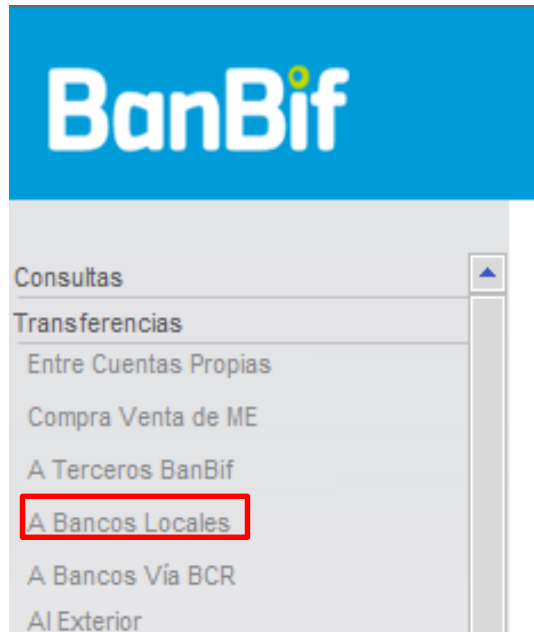 BanBif
Consultas
Transferencias
Entre Cuentas Propias
Compra Venta de ME
A Terceros BanBif
A Bancos Locales
A Bancos Vía BCR
Al Exterior